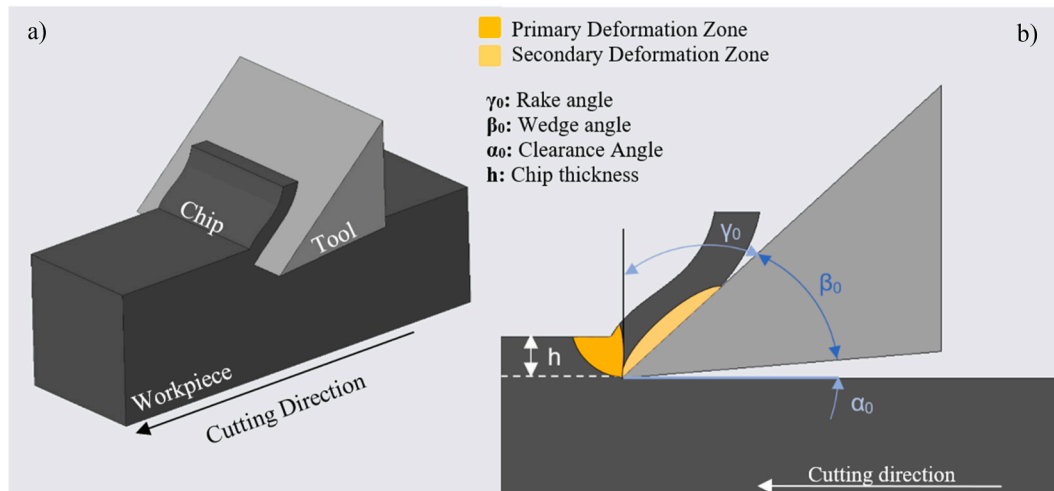 a)
Chip
Tool
Workpiece
Cutting Direction
b)
Primary Deformation Zone
Secondary Deformation Zone
γ₀: Rake angle
β₀: Wedge angle
α₀: Clearance Angle
h: Chip thickness
γ₀
β₀
h
α₀
Cutting direction